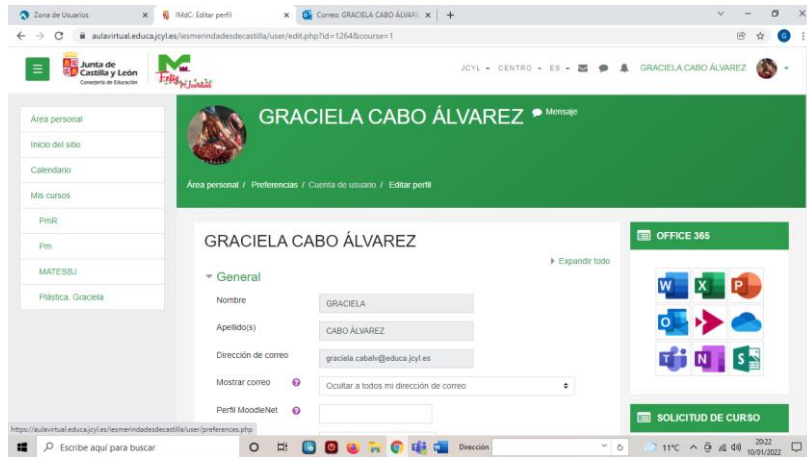 Zona de Usuarios
IMdC: Editar perfil
Correo: GRACIELA CABO ÁLVAR
aulavirtual.educa.jcyl.es/iesmerindadesdecastilla/user/edit.php?id=1264&course=1
G
Junta de
Castilla y León
Consejería de Educación
Feliz
Navidad
JCYL
CENTRO
ES
GRACIELA CABO ÁLVAREZ
Área personal
Inicio del sitio
Calendario
Mis cursos
PmR
Pm
MATESBJ
Plástica. Graciela
GRACIELA CABO ÁLVAREZ
Mensaje
Área personal / Preferencias / Cuenta de usuario / Editar perfil
GRACIELA CABO ÁLVAREZ
Expandir todo
General
Nombre
GRACIELA
Apellido(s)
CABO ÁLVAREZ
Dirección de correo
graciela.cabalv@educa.jcyl.es
Mostrar correo
Ocultar a todos mi dirección de correo
Perfil MoodleNet
OFFICE 365
W
X
P
O
T
N
S
SOLICITUD DE CURSO
https://aulavirtual.educa.jcyl.es/iesmerindadesdecastilla/user/preferences.php
Escribe aquí para buscar
Dirección
11°C
20:22
10/01/2022